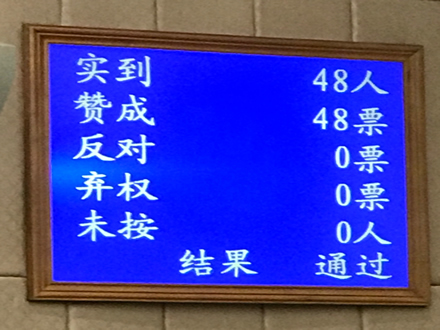 实到 48人
赞成 48票
反对 0票
弃权 0票
未按 0人
结果 通过